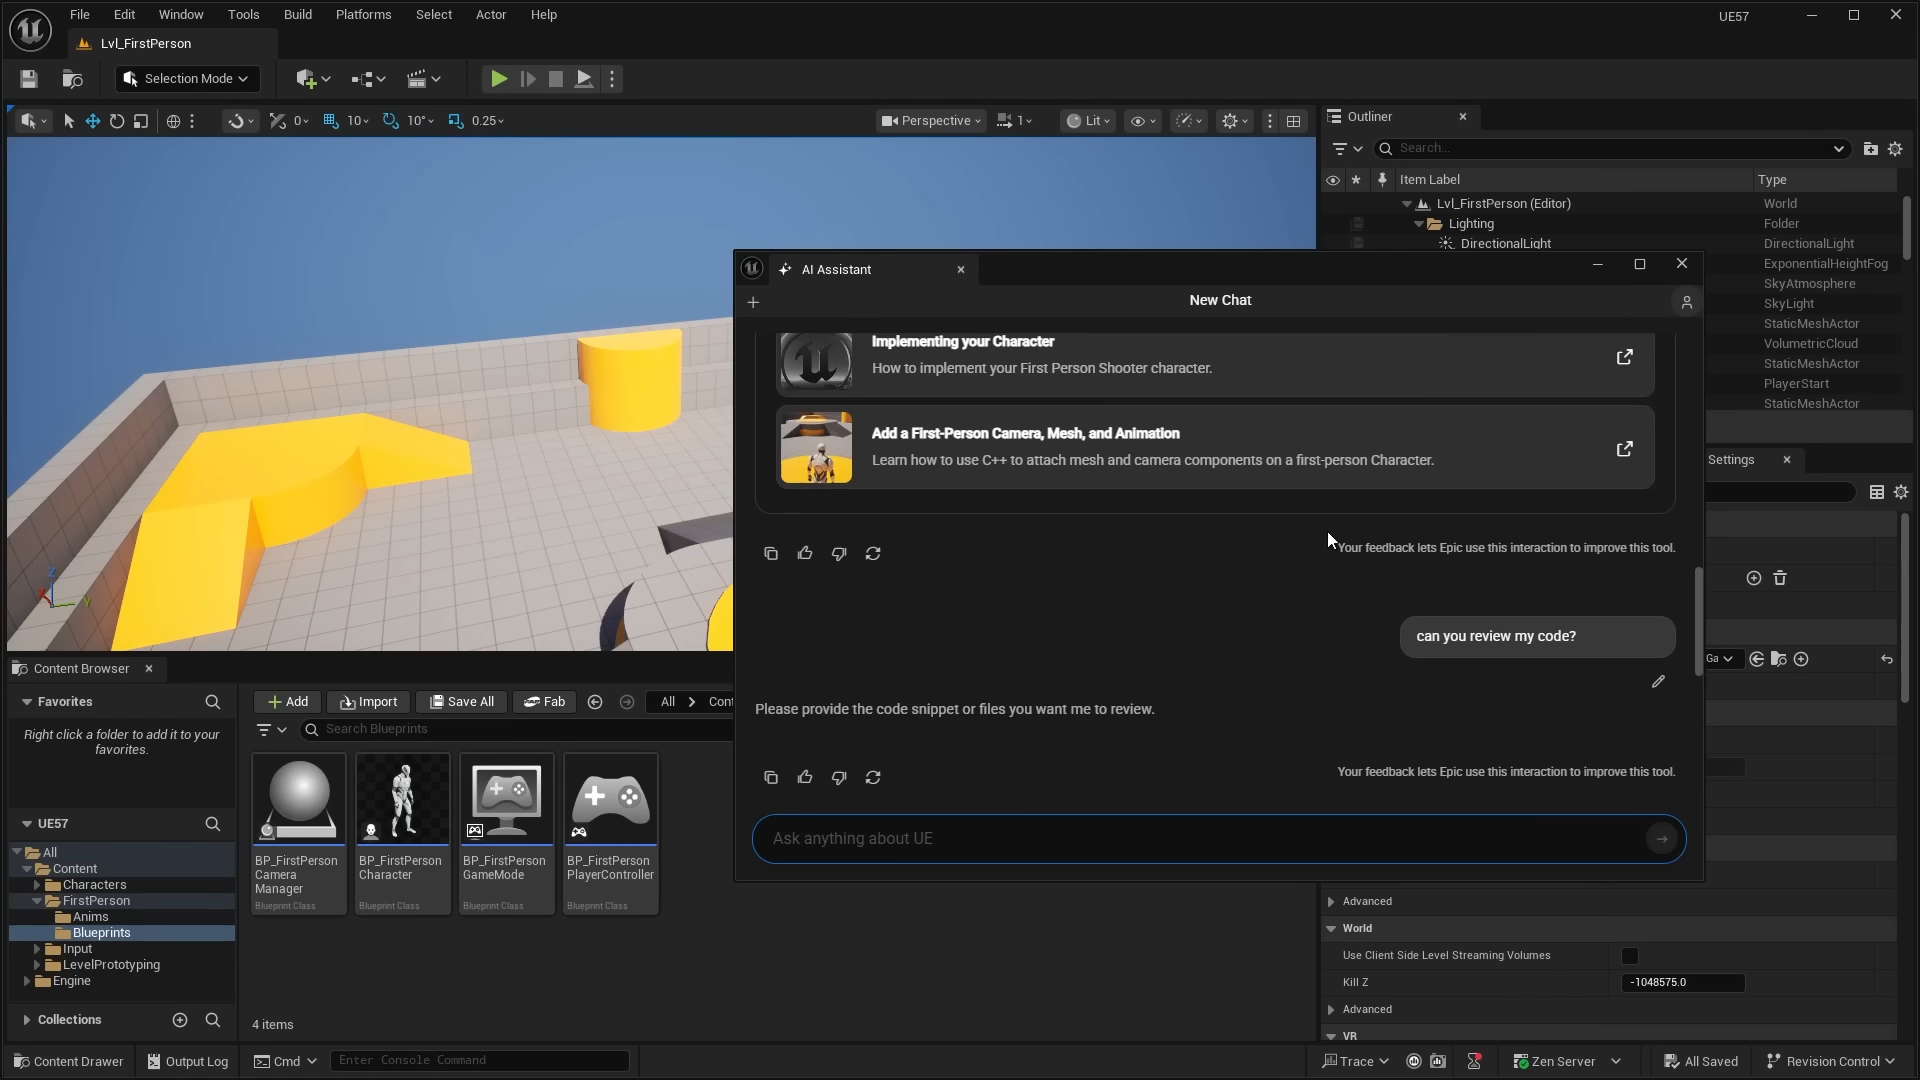 File Edit Window Tools Build Platforms Select Actor Help
UE57
Lvl_FirstPerson
Selection Mode
0 10 10° 0.25
Perspective 1 Lit
Outliner
Search...
Item Label Type
Lvl_FirstPerson (Editor) World
Lighting Folder
DirectionalLight DirectionalLight
ExponentialHeightFog
SkyAtmosphere
SkyLight
StaticMeshActor
VolumetricCloud
StaticMeshActor
PlayerStart
StaticMeshActor
AI Assistant
New Chat
Implementing your Character
How to implement your First Person Shooter character.
Add a First-Person Camera, Mesh, and Animation
Learn how to use C++ to attach mesh and camera components on a first-person Character.
Your feedback lets Epic use this interaction to improve this tool.
can you review my code?
Please provide the code snippet or files you want me to review.
Your feedback lets Epic use this interaction to improve this tool.
Ask anything about UE
Settings
Ga
Advanced
World
Use Client Side Level Streaming Volumes
Kill Z -1048575.0
Advanced
VR
Z
X
Y
Content Browser
Favorites
Right click a folder to add it to your
favorites.
UE57
All
Content
Characters
FirstPerson
Anims
Blueprints
Input
LevelPrototyping
Engine
Collections
Add Import Save All Fab All Cont
Search Blueprints
BP_FirstPerson
Camera
Manager
Blueprint Class
BP_FirstPerson
Character
Blueprint Class
BP_FirstPerson
GameMode
Blueprint Class
BP_FirstPerson
PlayerController
Blueprint Class
4 items
Content Drawer Output Log Cmd Enter Console Command
Trace Zen Server All Saved Revision Control